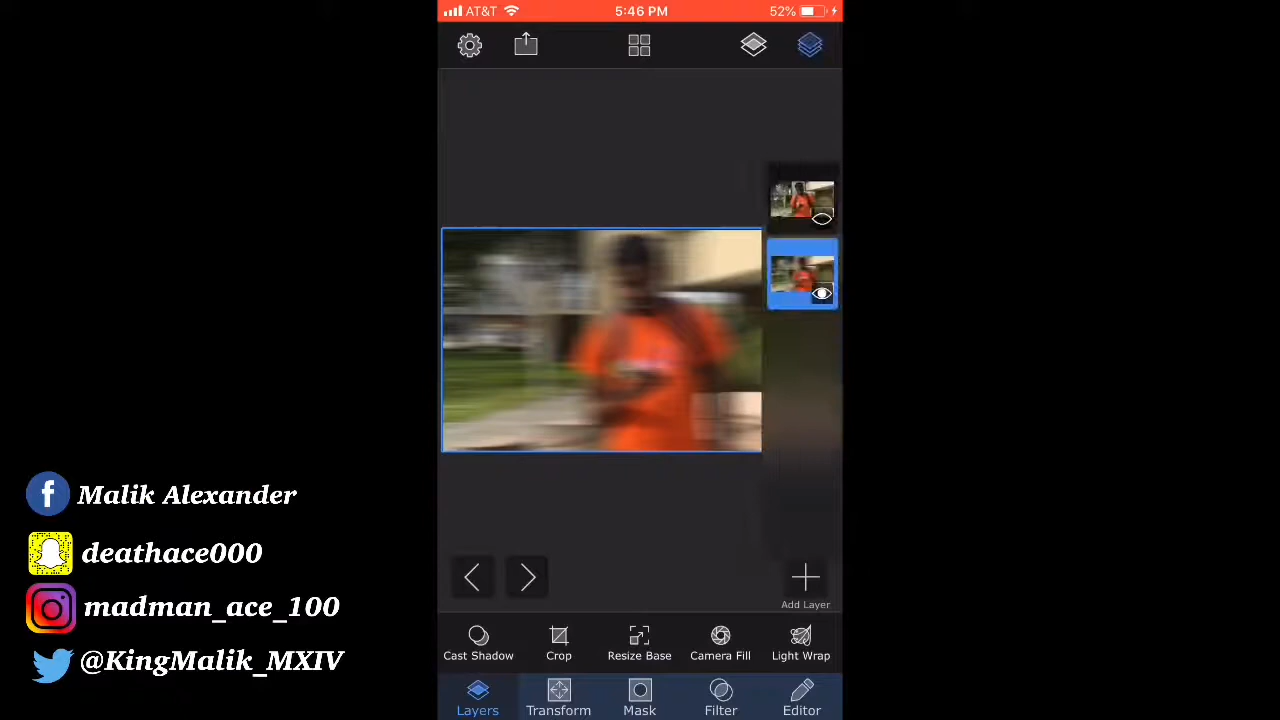 AT&T
5:46 PM
52%
Add Layer
Cast Shadow
Crop
Resize Base
Camera Fill
Light Wrap
Layers
Transform
Mask
Filter
Editor
Malik Alexander
deathace000
madman_ace_100
@KingMalik_MXIV